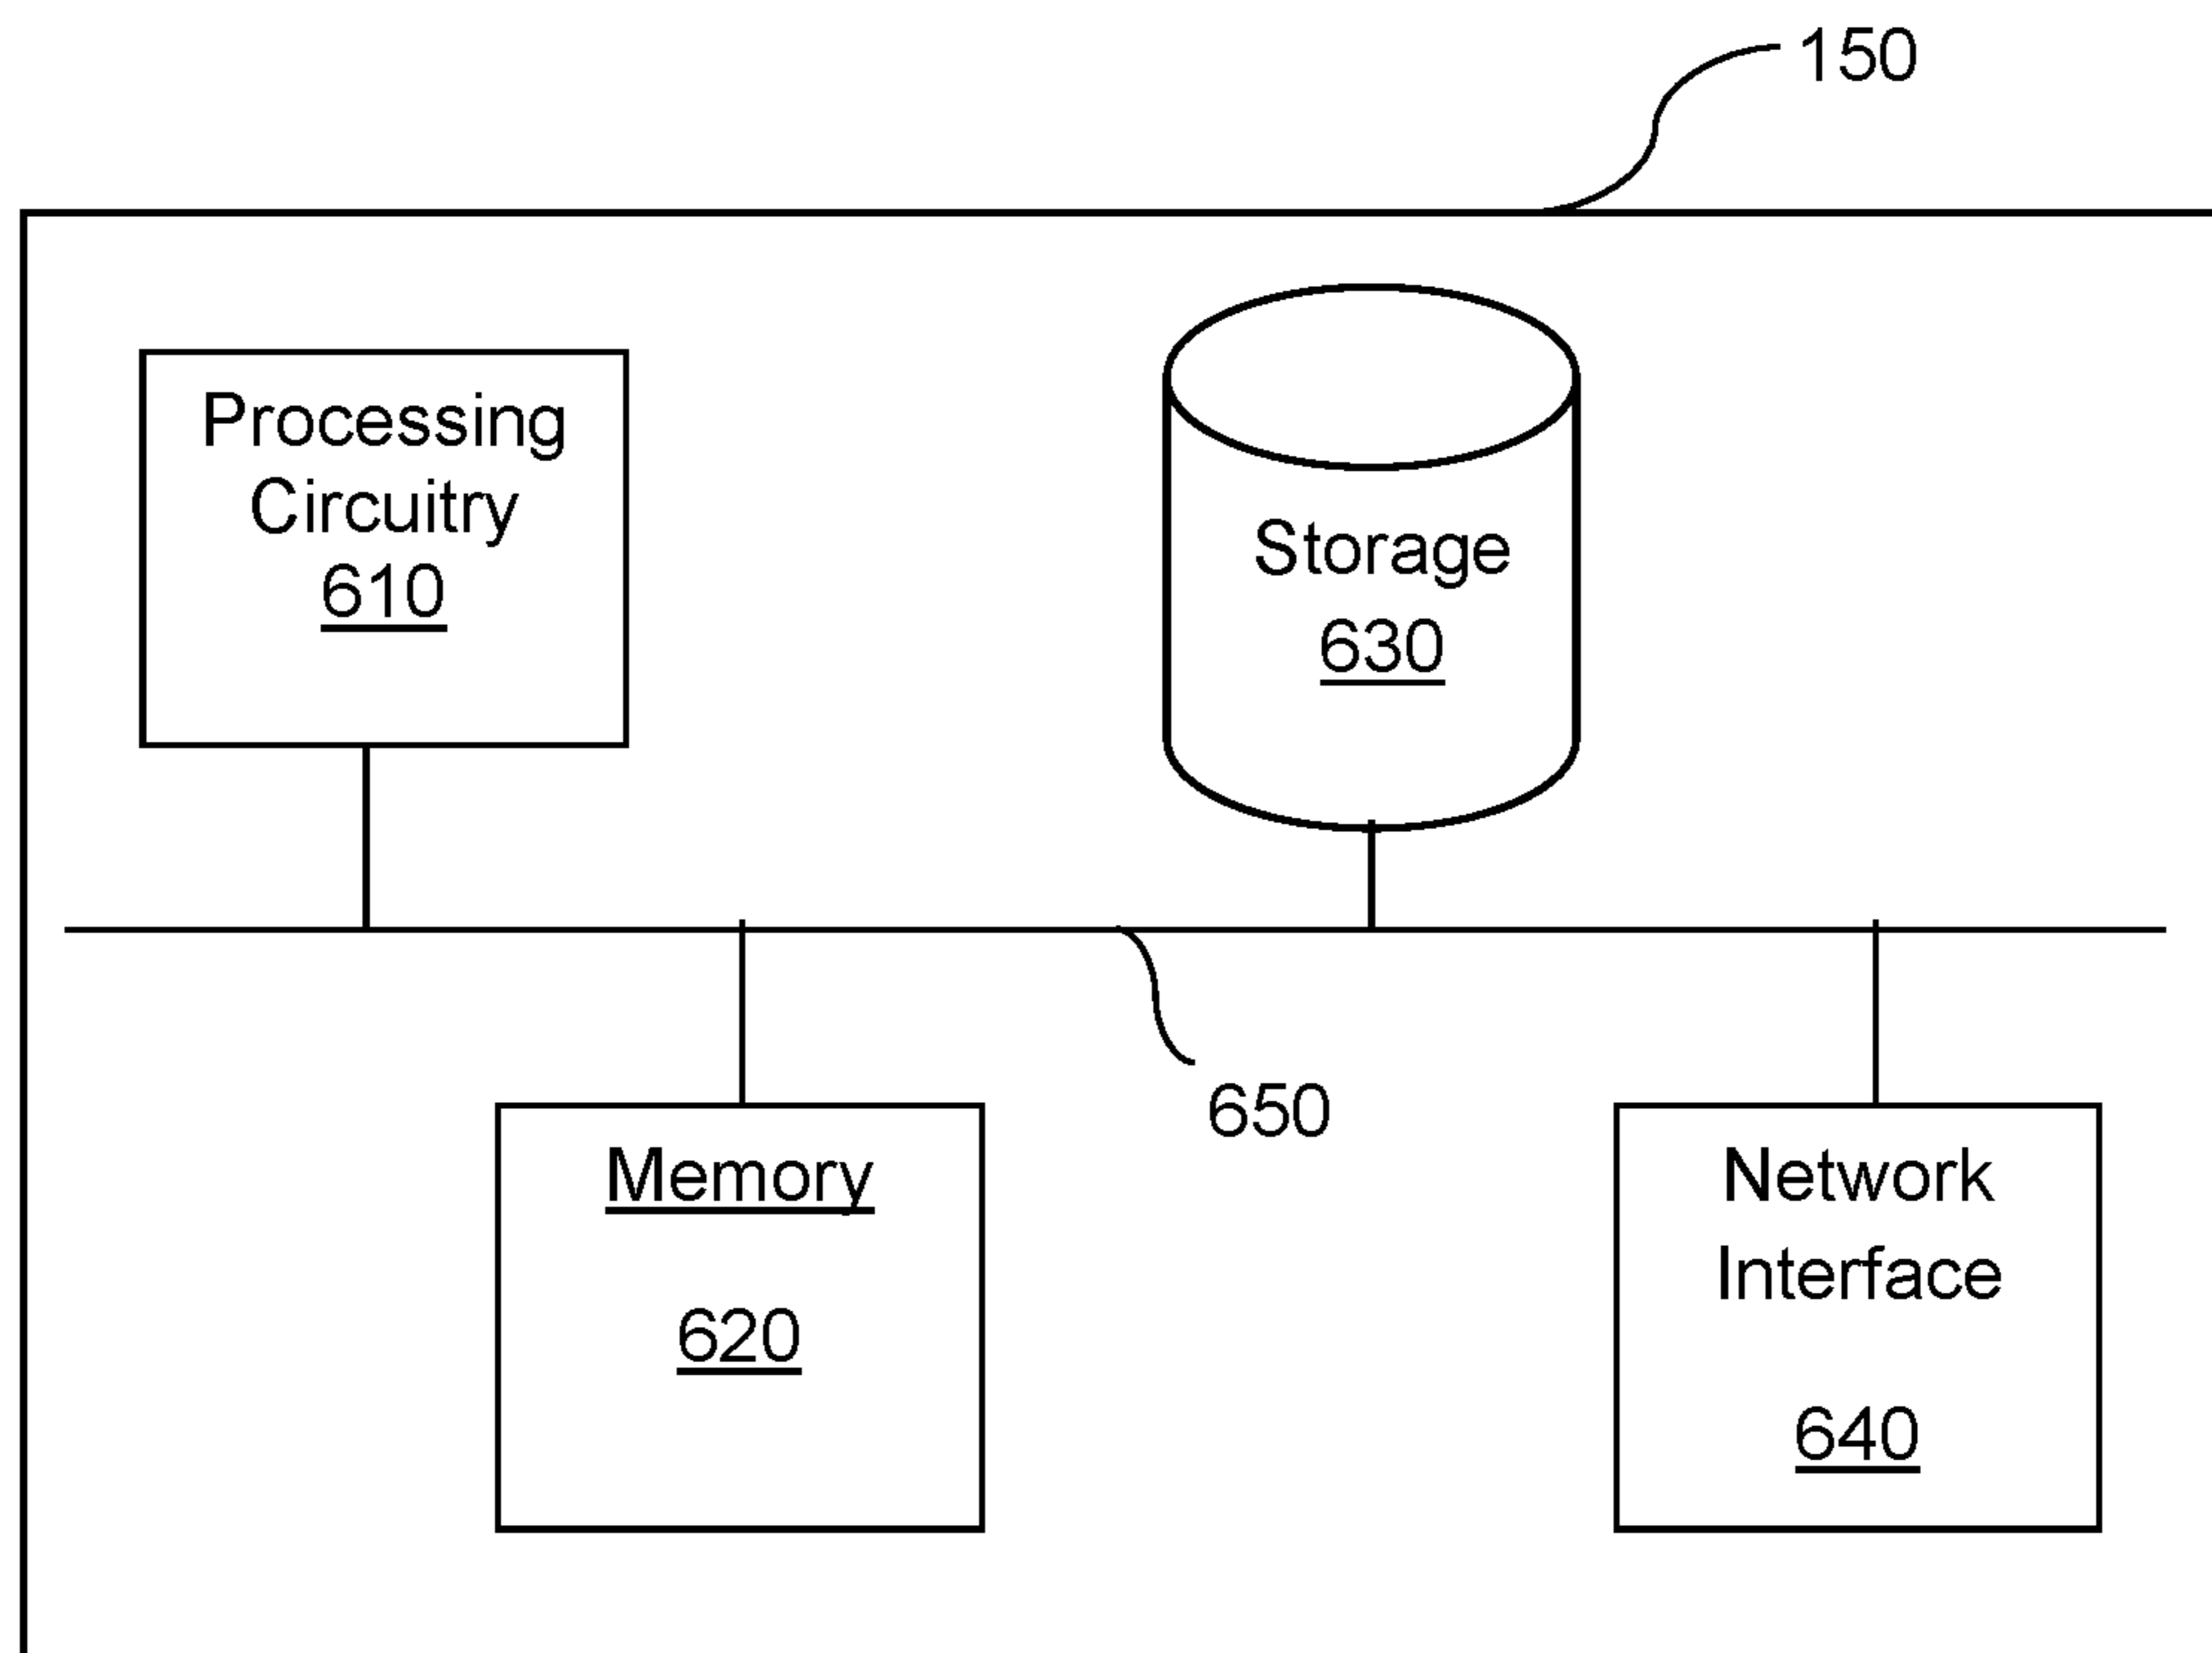 150
Processing
Circuitry
610
Storage
630
650
Memory
620
Network
Interface
640